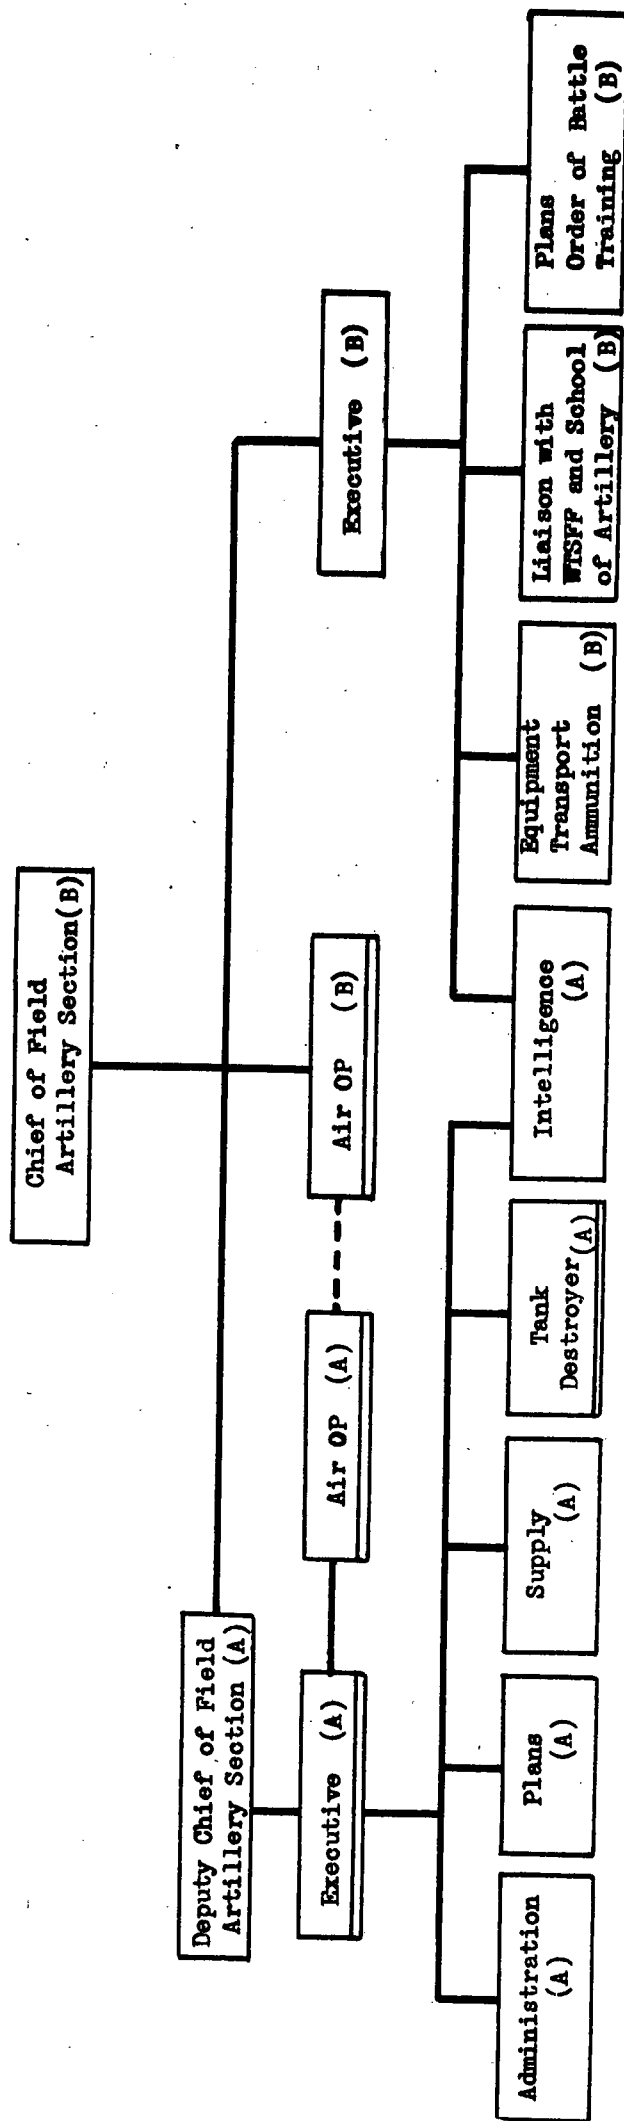 Chief of Field
Artillery Section(B)
Deputy Chief of Field
Artillery Section (A)
Executive (A)
Air OP (A)
Air OP (B)
Executive (B)
Administration
(A)
Plans
(A)
Supply
(A)
Tank
Destroyer(A)
Intelligence
(A)
Equipment
Transport
Ammunition (B)
Liaison with
WTSFF and School
of Artillery (B)
Plans
Order of Battle
Training (B)